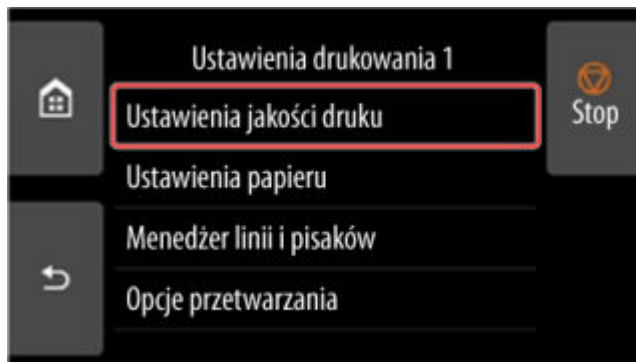 Ustawienia drukowania 1
Stop
Ustawienia jakości druku
Ustawienia papieru
Menedżer linii i pisaków
Opcje przetwarzania